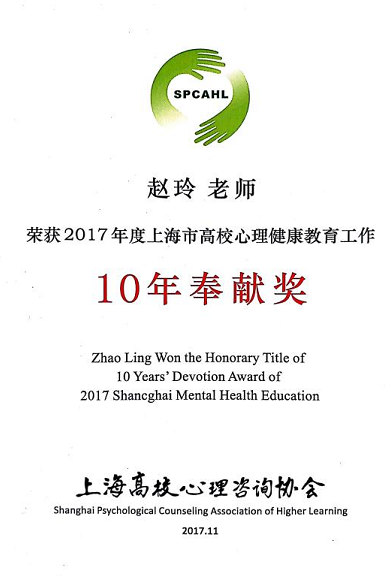 SPCAHL
赵玲 老师
荣获2017年度上海市高校心理健康教育工作
10年奉献奖
Zhao Ling Won the Honorary Title of
10 Years' Devotion Award of
2017 Shancghai Mental Health Education
上海高校心理咨询协会
Shanghai Psychological Counseling Association of Higher Learning
2017.11